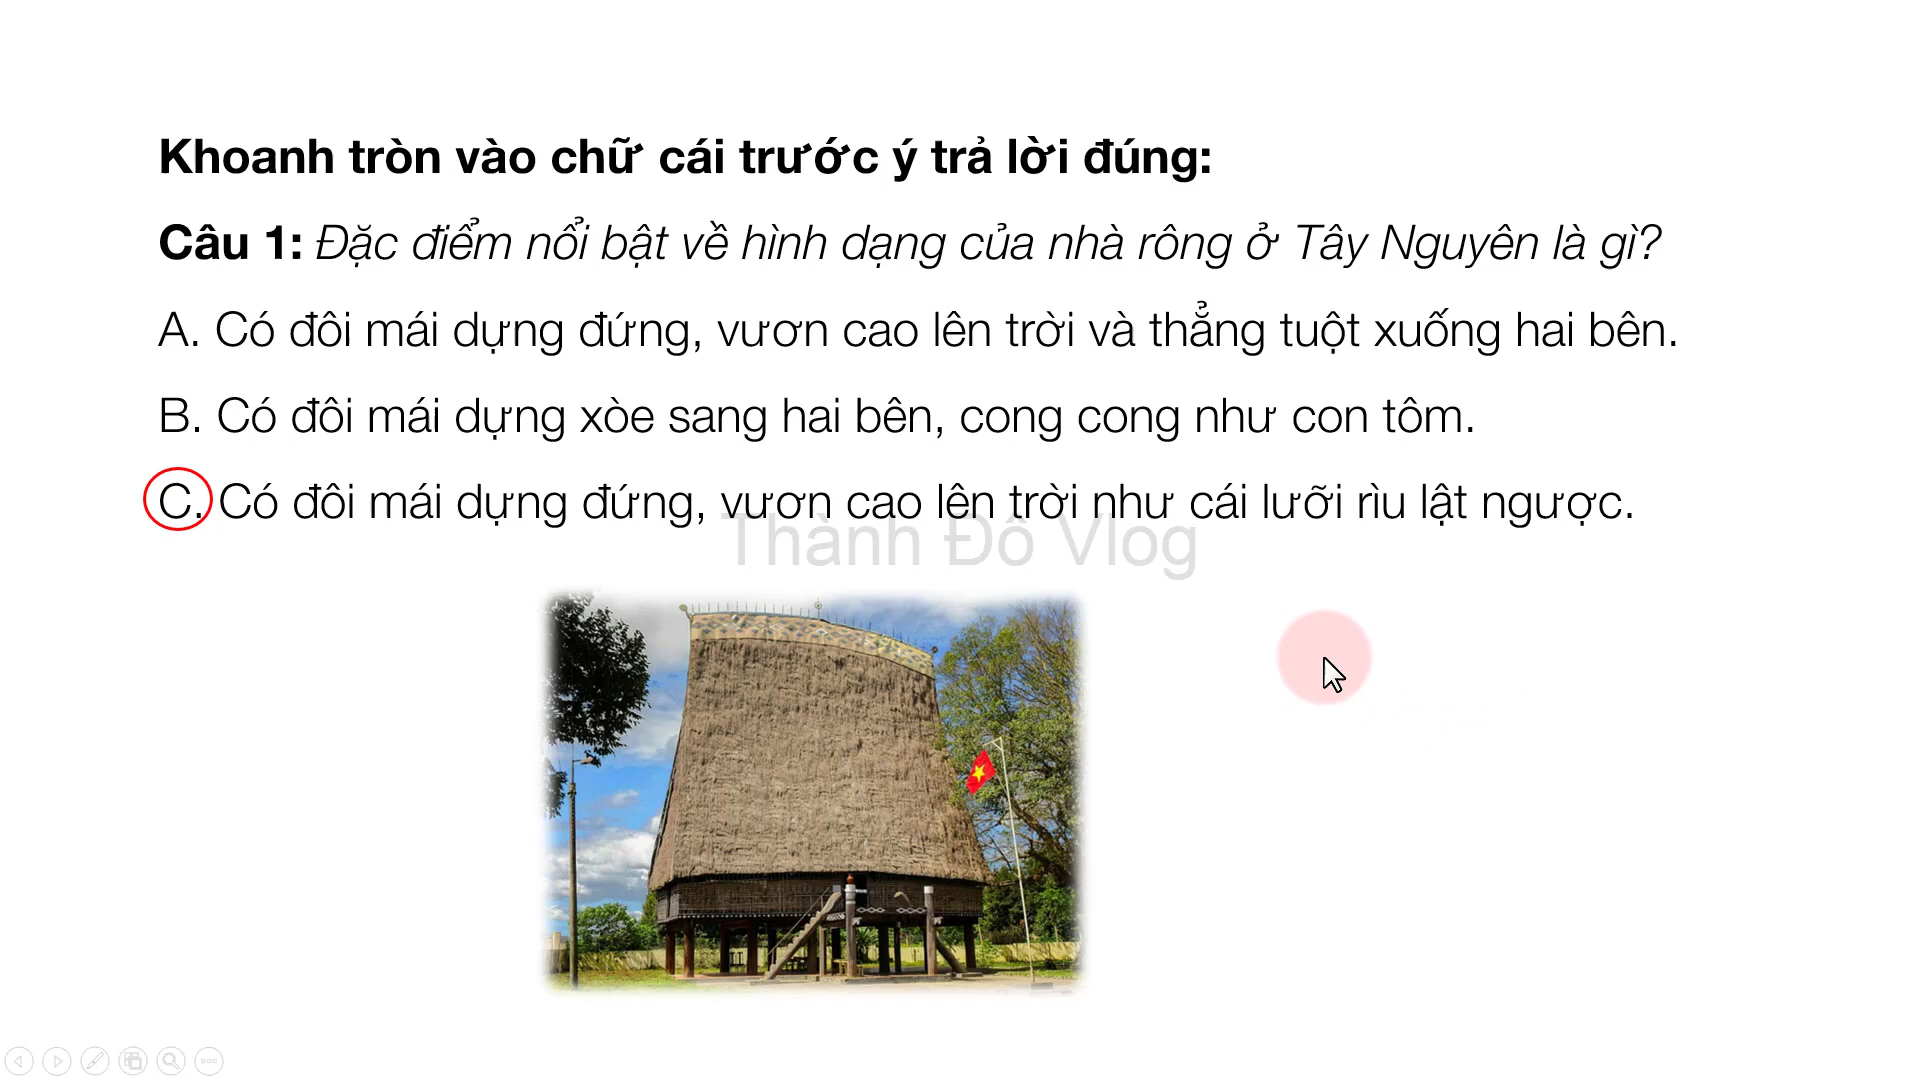 Khoanh tròn vào chữ cái trước ý trả lời đúng:
Câu 1: Đặc điểm nổi bật về hình dạng của nhà rông ở Tây Nguyên là gì?
A. Có đôi mái dựng đứng, vươn cao lên trời và thẳng tuột xuống hai bên.
B. Có đôi mái dựng xòe sang hai bên, cong cong như con tôm.
C. Có đôi mái dựng đứng, vươn cao lên trời như cái lưỡi rìu lật ngược.
Thành Đô Vlog